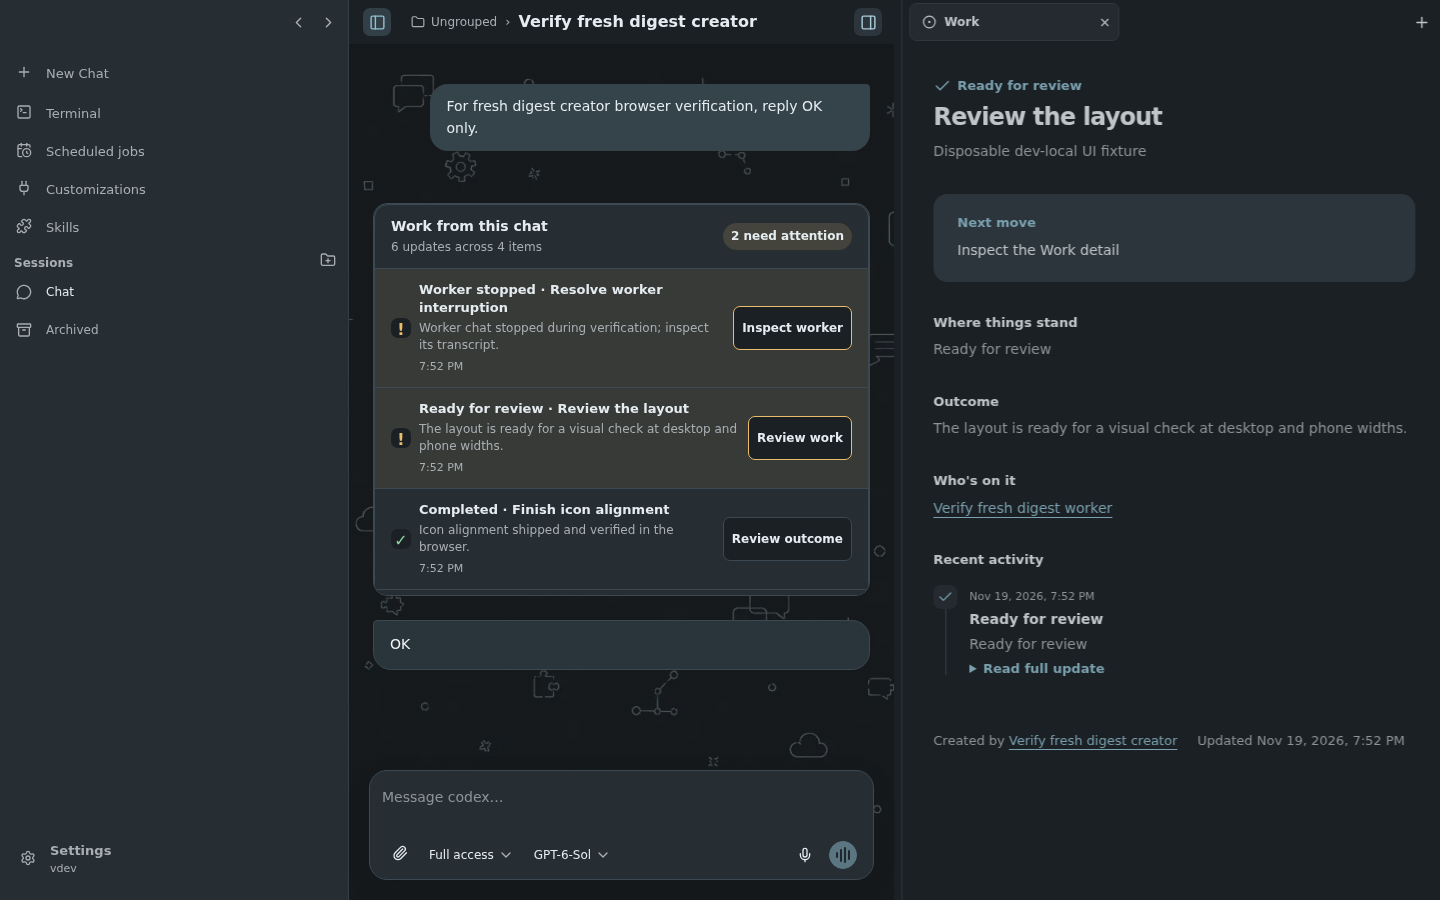 New Chat
Terminal
Scheduled jobs
Customizations
Skills
Sessions
Chat
Archived
Settings
vdev
Ungrouped › Verify fresh digest creator
For fresh digest creator browser verification, reply OK
only.
Work from this chat
6 updates across 4 items
2 need attention
Worker stopped · Resolve worker
interruption
Worker chat stopped during verification; inspect
its transcript.
7:52 PM
Inspect worker
Ready for review · Review the layout
The layout is ready for a visual check at desktop and
phone widths.
7:52 PM
Review work
Completed · Finish icon alignment
Icon alignment shipped and verified in the
browser.
7:52 PM
Review outcome
OK
Message codex…
Full access
GPT-6-Sol
Work
Ready for review
Review the layout
Disposable dev-local UI fixture
Next move
Inspect the Work detail
Where things stand
Ready for review
Outcome
The layout is ready for a visual check at desktop and phone widths.
Who's on it
Verify fresh digest worker
Recent activity
Nov 19, 2026, 7:52 PM
Ready for review
Ready for review
Read full update
Created by Verify fresh digest creator Updated Nov 19, 2026, 7:52 PM